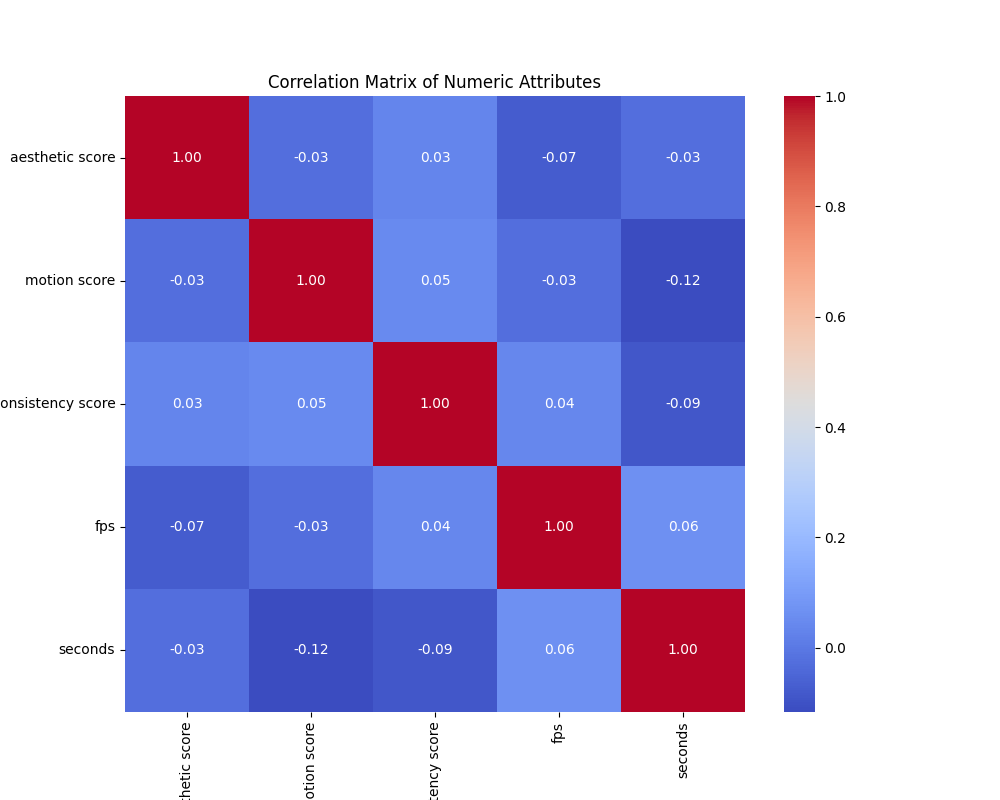 Correlation Matrix of Numeric Attributes
1.0
aesthetic score 1.00 -0.03 0.03 -0.07 -0.03
0.8
motion score -0.03 1.00 0.05 -0.03 -0.12
0.6
onsistency score 0.03 0.05 1.00 0.04 -0.09
0.4
fps -0.07 -0.03 0.04 1.00 0.06
0.2
seconds -0.03 -0.12 -0.09 0.06 1.00
0.0
thetic score
otion score
tency score
fps
seconds